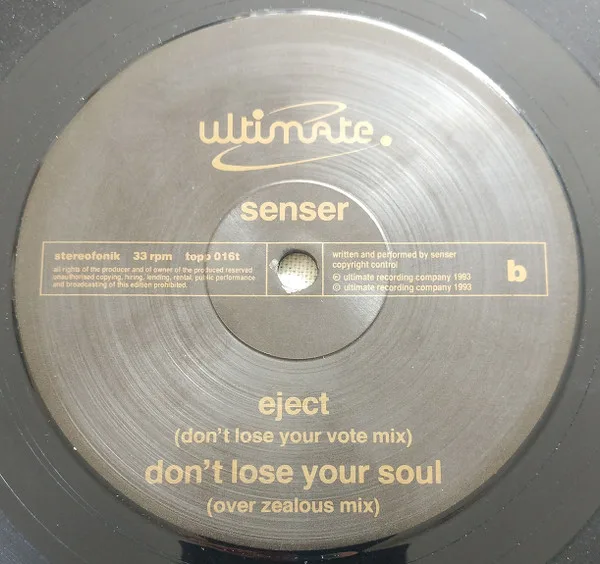 ultimate.
senser
stereofonik 33 rpm topp 016t
all rights of the producer and of owner of the produced reserved
unauthorised copying, hiring, lending, rental, public performance
and broadcasting of this edition prohibited.
written and performed by senser
copyright control
℗ ultimate recording company 1993
© ultimate recording company 1993
b
eject
(don't lose your vote mix)
don't lose your soul
(over zealous mix)